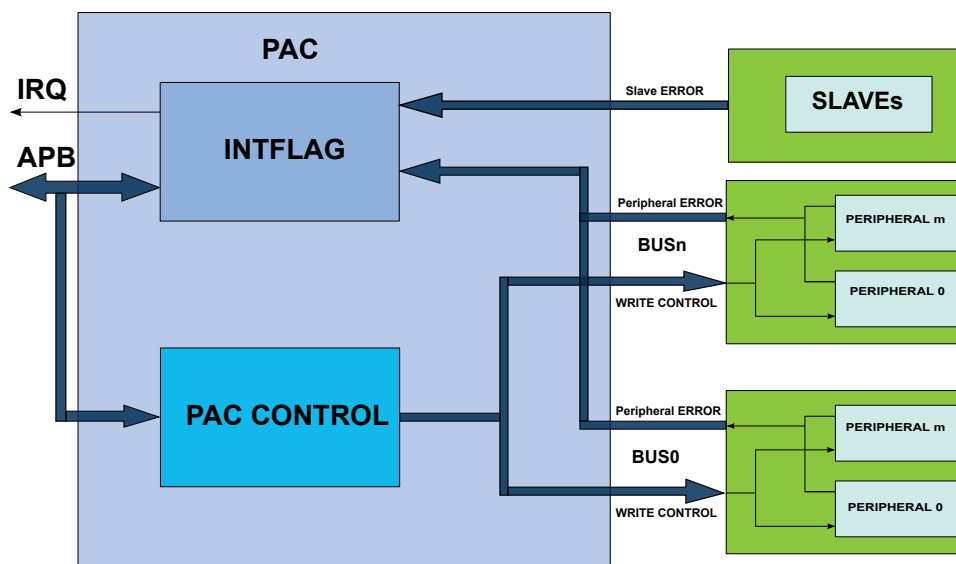 PAC
IRQ
INTFLAG
APB
PAC CONTROL
Slave ERROR
SLAVEs
Peripheral ERROR
BUSn
WRITE CONTROL
PERIPHERAL m
PERIPHERAL 0
Peripheral ERROR
BUS0
WRITE CONTROL
PERIPHERAL m
PERIPHERAL 0